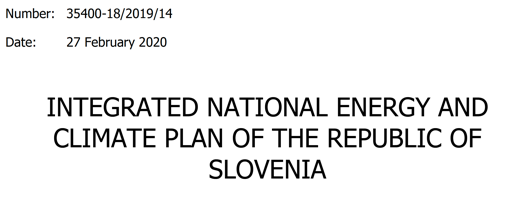 Number: 35400-18/2019/14
Date: 27 February 2020
INTEGRATED NATIONAL ENERGY AND
CLIMATE PLAN OF THE REPUBLIC OF
SLOVENIA